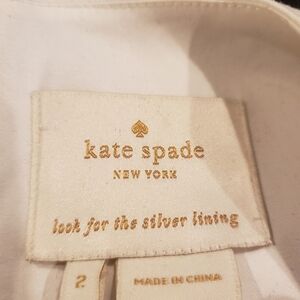 kate spade
NEW YORK
look for the silver lining
2
MADE IN CHINA